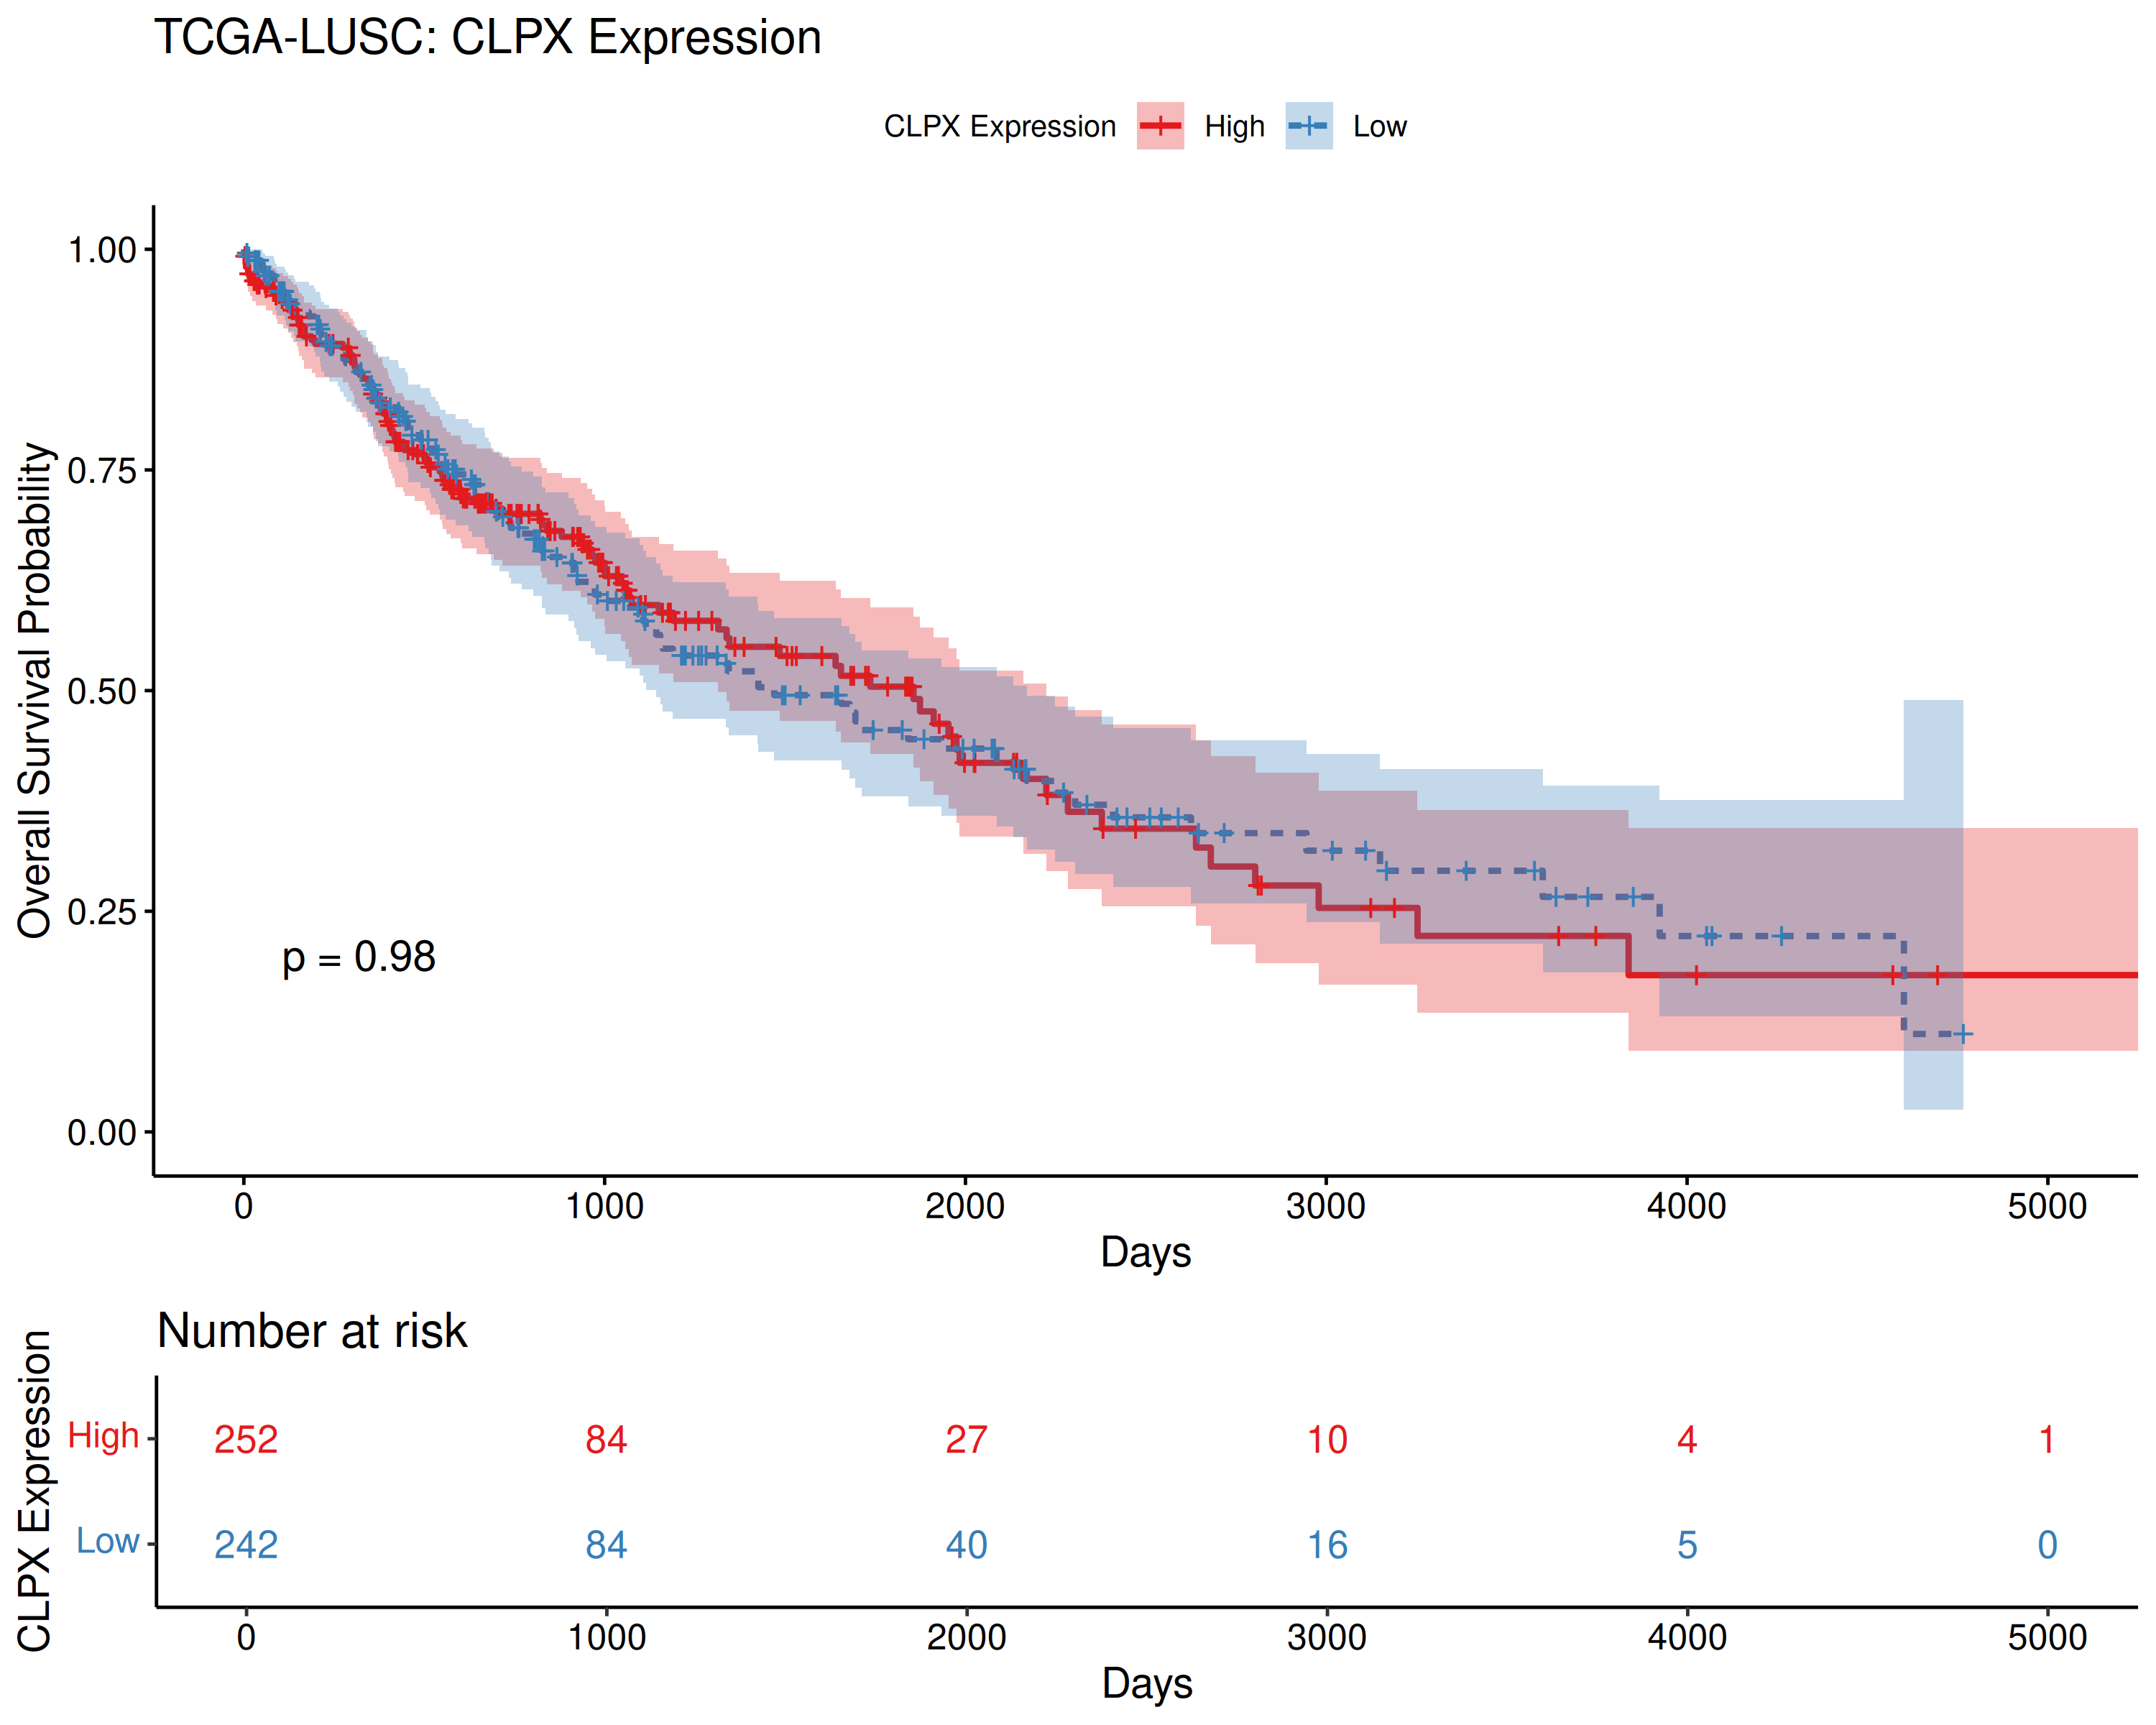 TCGA-LUSC: CLPX Expression
CLPX Expression High Low
Overall Survival Probability
1.00
0.75
0.50
0.25
0.00
p = 0.98
0 1000 2000 3000 4000 5000
Days
Number at risk
CLPX Expression
High 252 84 27 10 4 1
Low 242 84 40 16 5 0
0 1000 2000 3000 4000 5000
Days